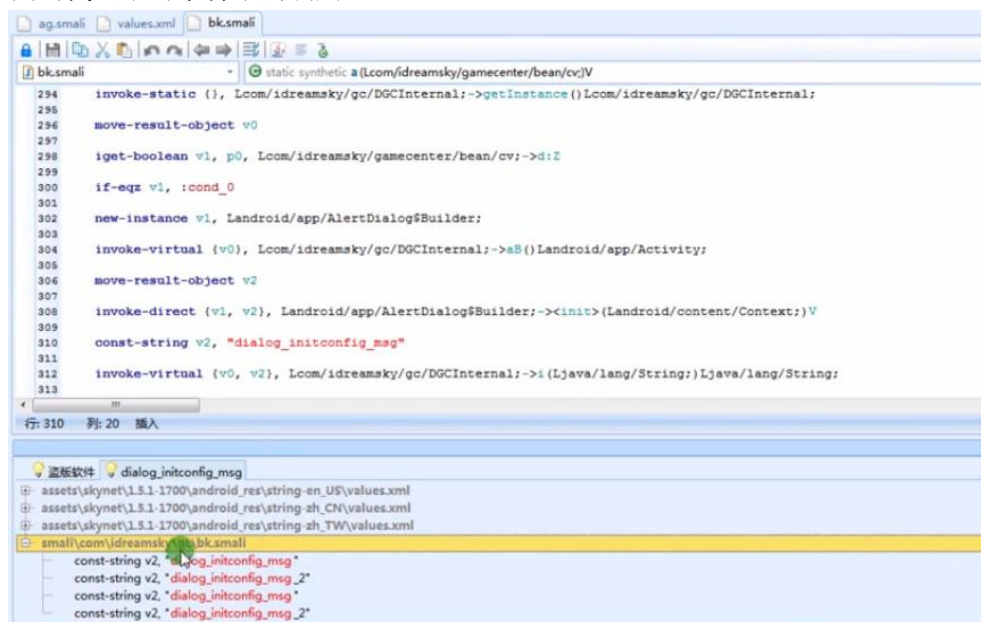 ag.smali values.xml bk.smali
bk.smali static synthetic a(Lcom/idreamsky/gamecenter/bean/cv;)V
294 invoke-static {}, Lcom/idreamsky/gc/DGCInternal;->getInstance()Lcom/idreamsky/gc/DGCInternal;
295
296 move-result-object v0
297
298 iget-boolean v1, p0, Lcom/idreamsky/gamecenter/bean/cv;->d:Z
299
300 if-eqz v1, :cond_0
301
302 new-instance v1, Landroid/app/AlertDialog$Builder;
303
304 invoke-virtual {v0}, Lcom/idreamsky/gc/DGCInternal;->aB()Landroid/app/Activity;
305
306 move-result-object v2
307
308 invoke-direct {v1, v2}, Landroid/app/AlertDialog$Builder;-><init>(Landroid/content/Context;)V
309
310 const-string v2, "dialog_initconfig_msg"
311
312 invoke-virtual {v0, v2}, Lcom/idreamsky/gc/DGCInternal;->i(Ljava/lang/String;)Ljava/lang/String;
313
行: 310 列: 20 插入
盗版软件 dialog_initconfig_msg
assets\skynet\1.5.1-1700\android_res\string-en_US\values.xml
assets\skynet\1.5.1-1700\android_res\string-zh_CN\values.xml
assets\skynet\1.5.1-1700\android_res\string-zh_TW\values.xml
smali\com\idreamsky\ bk.smali
const-string v2, "dialog_initconfig_msg"
const-string v2, "dialog_initconfig_msg_2"
const-string v2, "dialog_initconfig_msg"
const-string v2, "dialog_initconfig_msg_2"